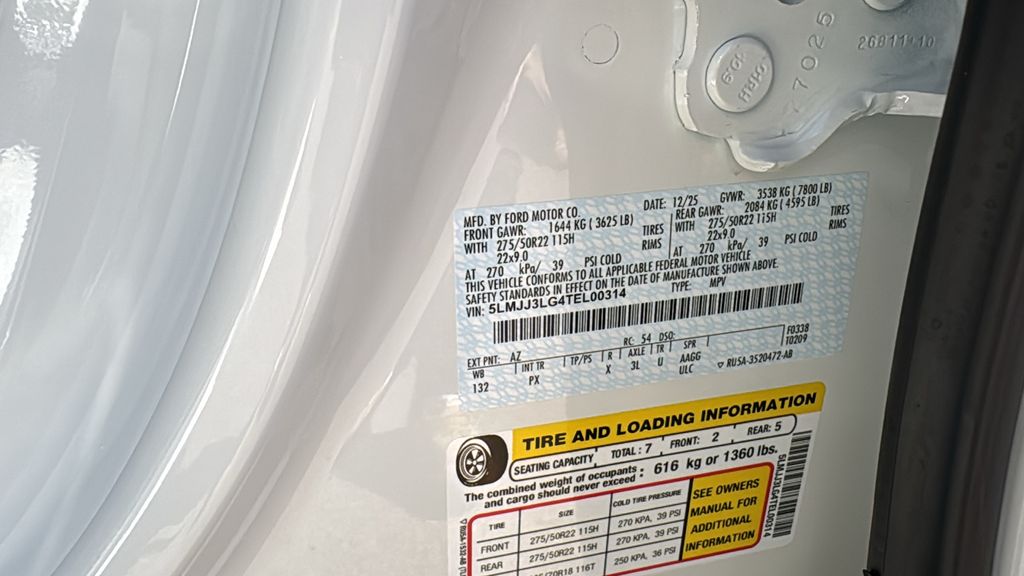 77025
26811
MFD. BY FORD MOTOR CO. DATE: 12/25 GVWR: 3538 KG ( 7800 LB)
FRONT GAWR: 1644 KG ( 3625 LB) REAR GAWR: 2084 KG ( 4595 LB)
WITH 275/50R22 115H TIRES WITH 275/50R22 115H TIRES
22x9.0 RIMS 22x9.0 RIMS
AT 270 kPa/ 39 PSI COLD AT 270 kPa/ 39 PSI COLD
THIS VEHICLE CONFORMS TO ALL APPLICABLE FEDERAL MOTOR VEHICLE
SAFETY STANDARDS IN EFFECT ON THE DATE OF MANUFACTURE SHOWN ABOVE.
VIN: 5LMJJ3LG4TEL00314 TYPE: MPV
EXT PNT: AZ RC: 54 DSO: F0338
WB INT TR TP/PS R AXLE TR SPR T0209
132 PX X 3L U AAGG
ULC ▽ RU5A-3520472-AB
TIRE AND LOADING INFORMATION
SEATING CAPACITY TOTAL : 7 FRONT: 2 REAR: 5
The combined weight of occupants
and cargo should never exceed : 616 kg or 1360 lbs.
TIRE SIZE COLD TIRE PRESSURE SEE OWNERS
FRONT 275/50R22 115H 270 KPA, 39 PSI MANUAL FOR
REAR 275/50R22 115H 270 KPA, 39 PSI ADDITIONAL
70R18 116T 250 KPA, 36 PSI INFORMATION
5LMJJ3LG4TEL00314